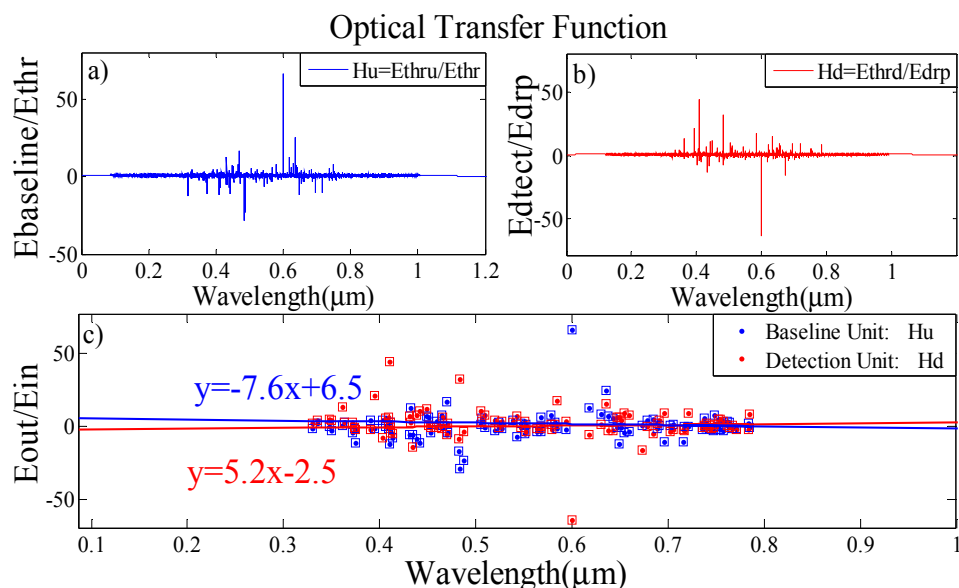 Optical Transfer Function
a)
Hu=Ethru/Ethr
Ebaseline/Ethr
50
0
-50
0 0.2 0.4 0.6 0.8 1 1.2
Wavelength(μm)
b)
Hd=Ethrd/Edrp
Edtect/Edrp
50
0
-50
0 0.2 0.4 0.6 0.8 1 1.2
Wavelength(μm)
c)
Baseline Unit: Hu
Detection Unit: Hd
Eout/Ein
50
0
-50
y=-7.6x+6.5
y=5.2x-2.5
0.1 0.2 0.3 0.4 0.5 0.6 0.7 0.8 0.9 1
Wavelength(μm)